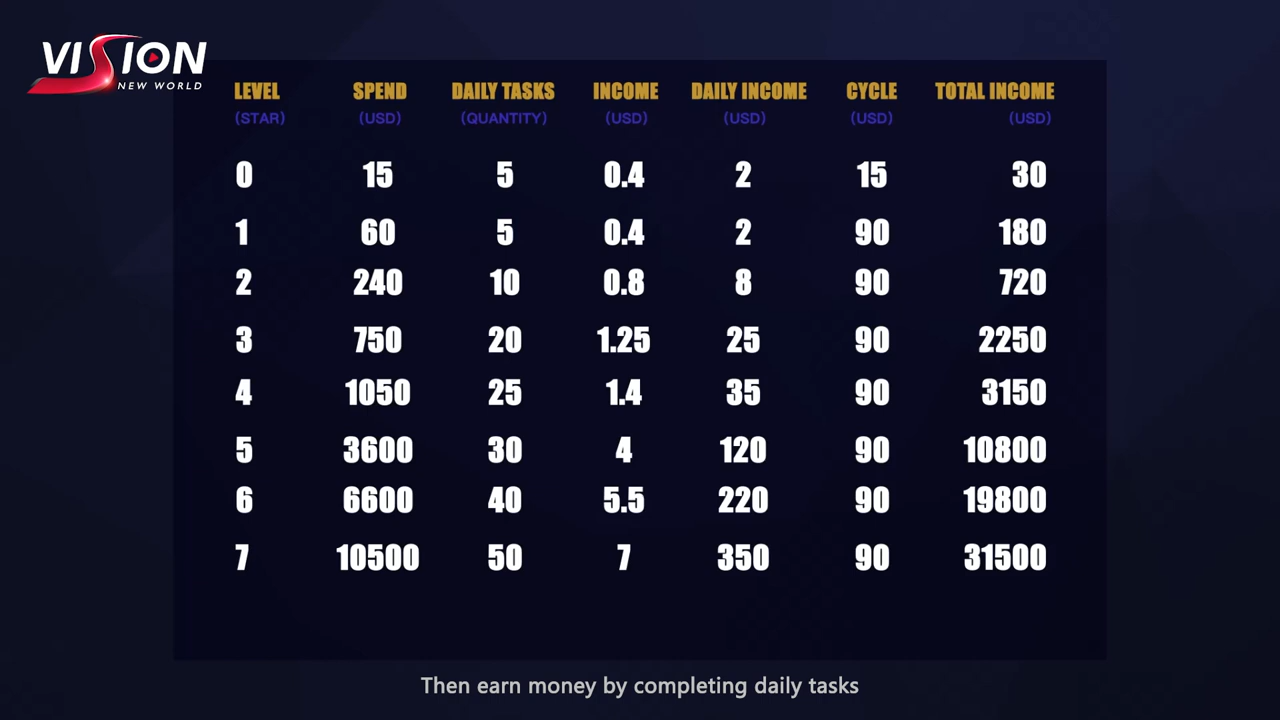 VISION
NEW WORLD
LEVEL SPEND DAILY TASKS INCOME DAILY INCOME CYCLE TOTAL INCOME
(STAR) (USD) (QUANTITY) (USD) (USD) (USD) (USD)
0 15 5 0.4 2 15 30
1 60 5 0.4 2 90 180
2 240 10 0.8 8 90 720
3 750 20 1.25 25 90 2250
4 1050 25 1.4 35 90 3150
5 3600 30 4 120 90 10800
6 6600 40 5.5 220 90 19800
7 10500 50 7 350 90 31500
Then earn money by completing daily tasks